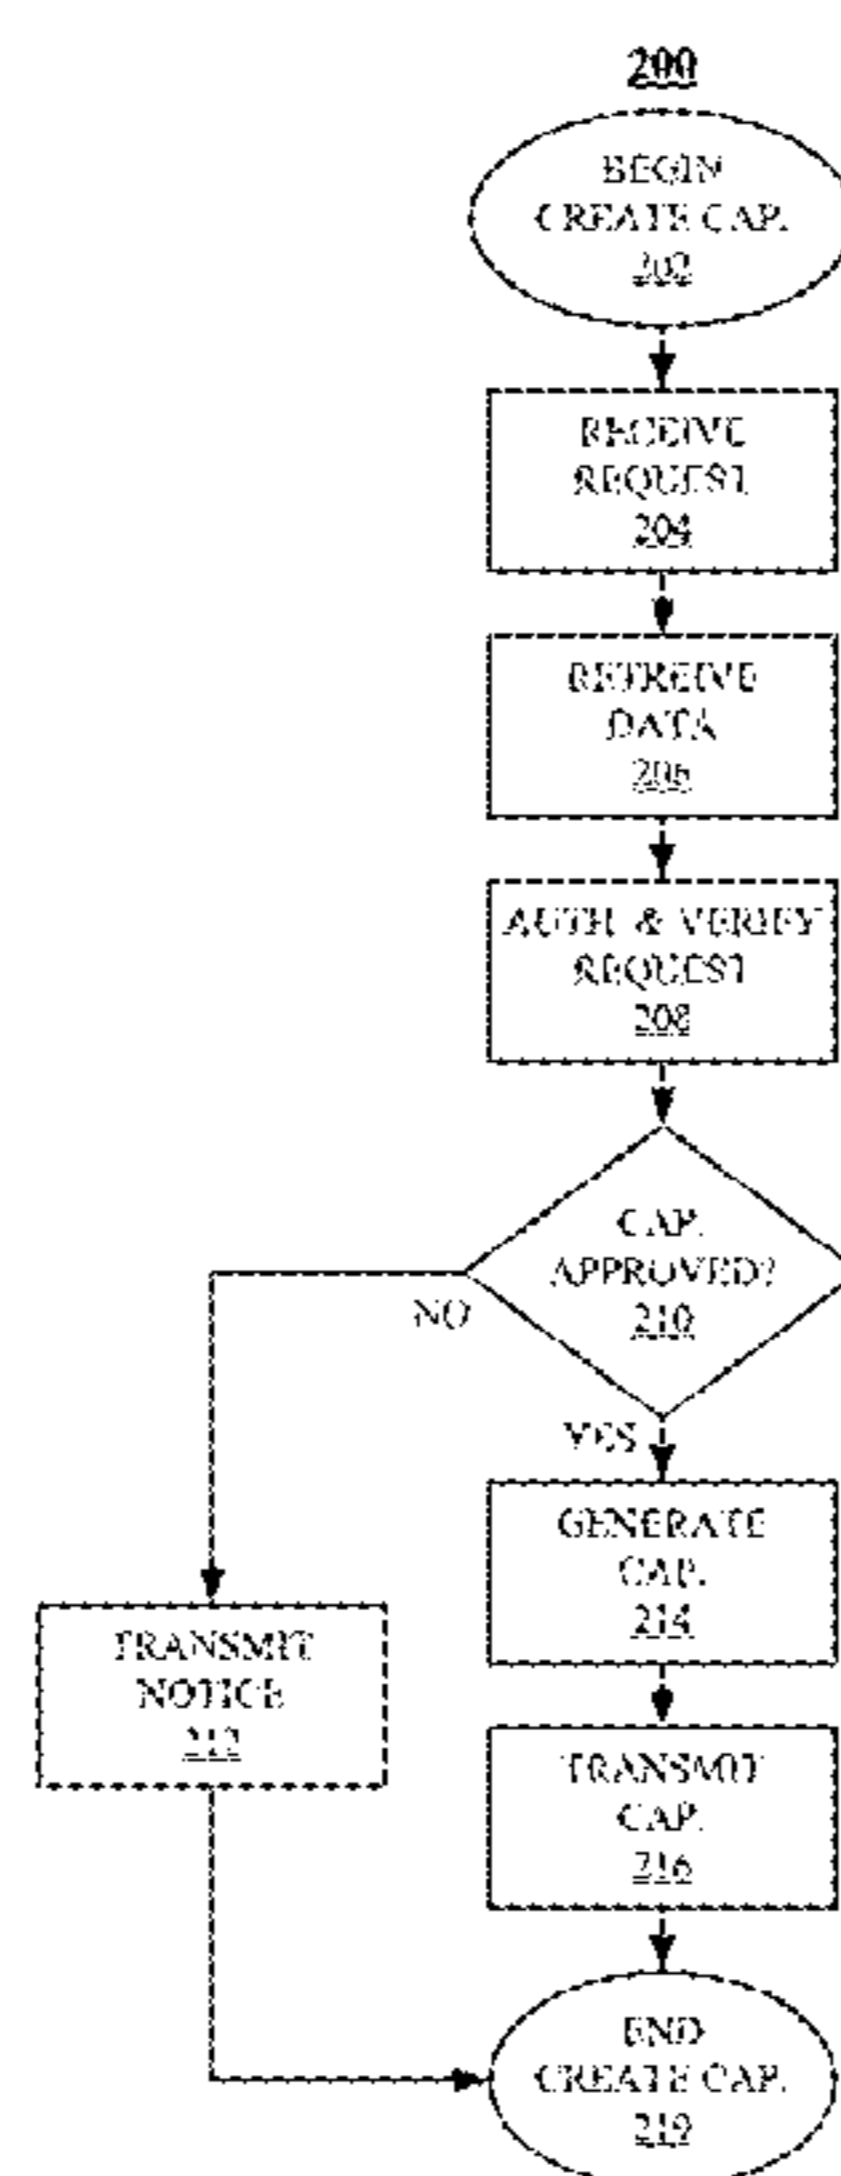 200
BEGIN
CREATE CAP.
202
RECEIVE
REQUEST
204
RETREIVE
DATA
206
AUTH & VERIFY
REQUEST
208
CAP.
APPROVED?
210
NO
YES
GENERATE
CAP.
214
TRANSMIT
NOTICE
212
TRANSMIT
CAP.
216
END
CREATE CAP.
219